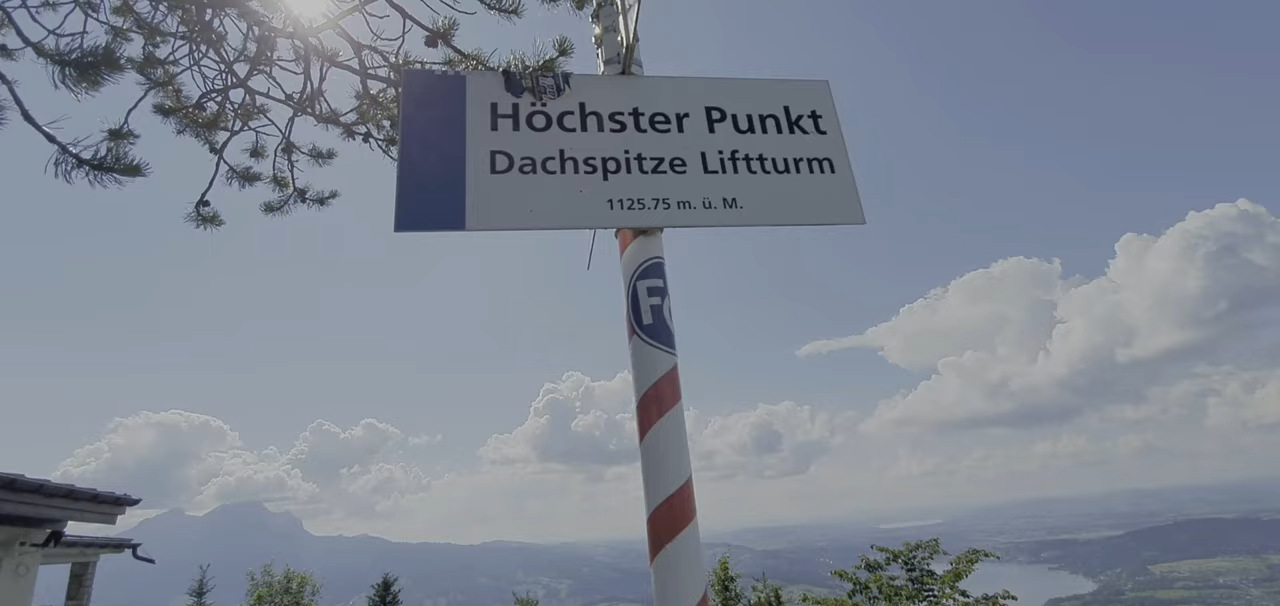 Höchster Punkt
Dachspitze Liftturm
1125.75 m. ü. M.
F